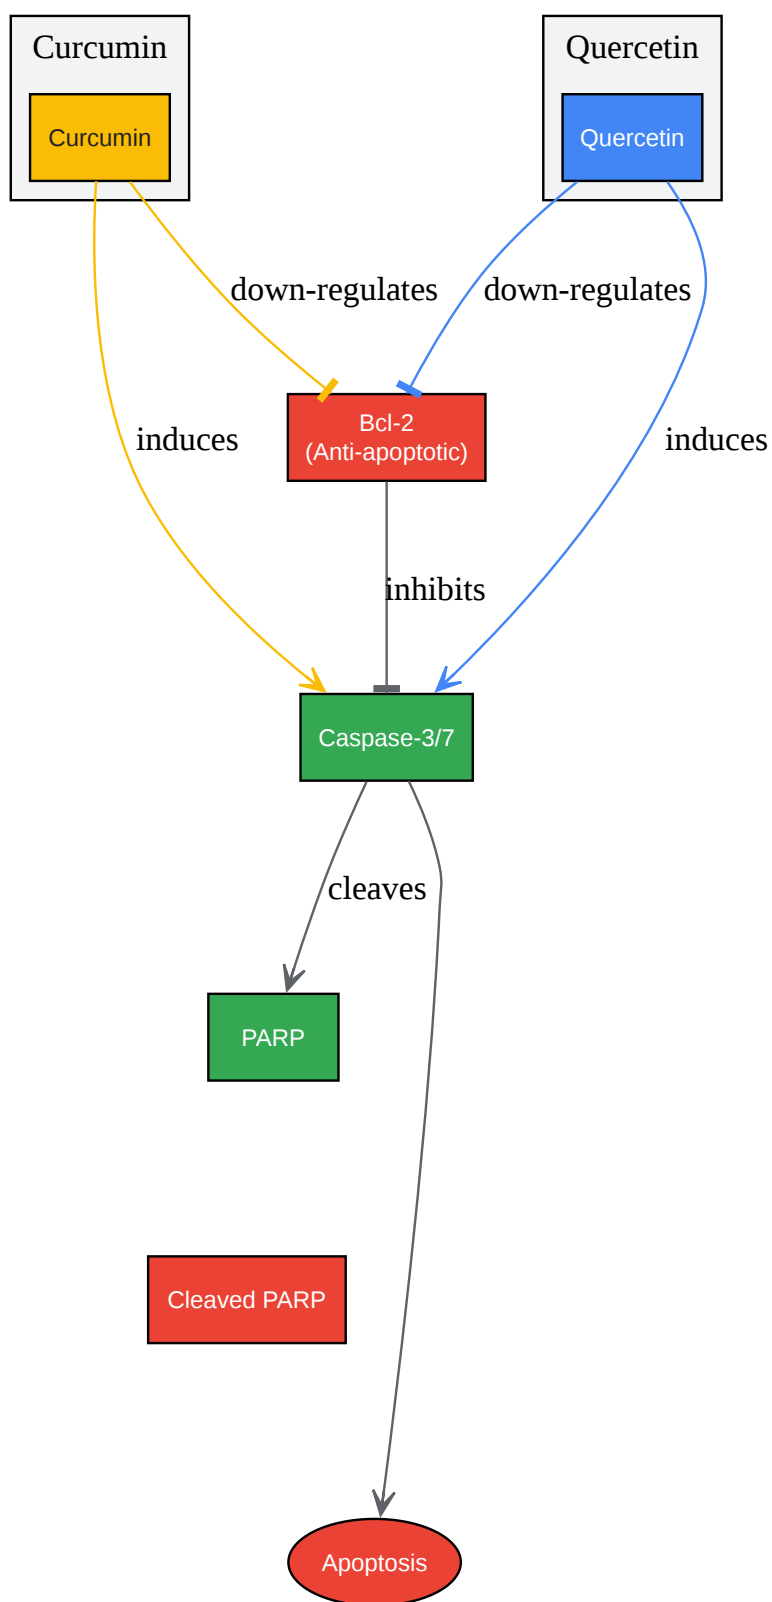 Curcumin
Quercetin
Curcumin
Quercetin
down-regulates
down-regulates
Bcl-2
(Anti-apoptotic)
induces
induces
inhibits
Caspase-3/7
cleaves
PARP
Cleaved PARP
Apoptosis